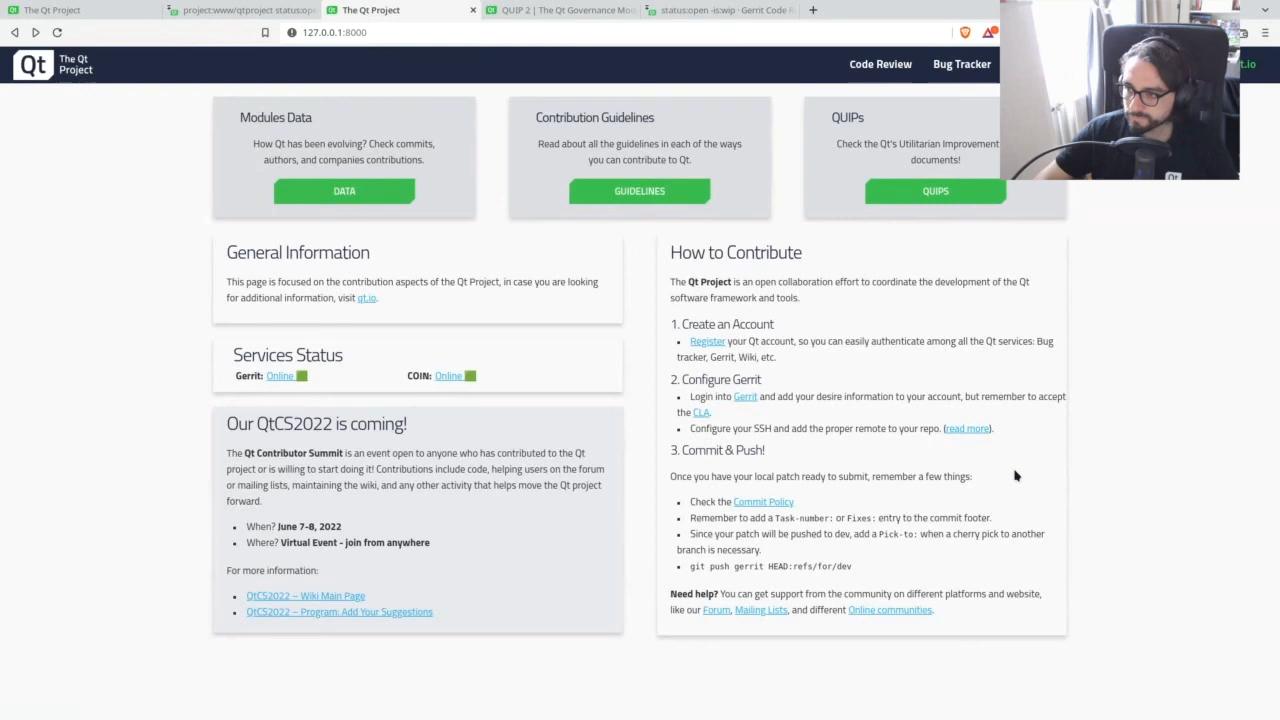 The Qt Project
project:www/qtproject status:ope
The Qt Project
QUIP 2 | The Qt Governance Mod
status:open -is:wip · Gerrit Code R
127.0.0.1:8000
Qt The Qt
Project
Code Review
Bug Tracker
t.io
Modules Data
How Qt has been evolving? Check commits,
authors, and companies contributions.
DATA
Contribution Guidelines
Read about all the guidelines in each of the ways
you can contribute to Qt.
GUIDELINES
QUIPs
Check the Qt's Utilitarian Improvement
documents!
QUIPS
General Information
This page is focused on the contribution aspects of the Qt Project, in case you are looking
for additional information, visit qt.io.
Services Status
Gerrit: Online
COIN: Online
Our QtCS2022 is coming!
The Qt Contributor Summit is an event open to anyone who has contributed to the Qt
project or is willing to start doing it! Contributions include code, helping users on the forum
or mailing lists, maintaining the wiki, and any other activity that helps move the Qt project
forward.
When? June 7-8, 2022
Where? Virtual Event - join from anywhere
For more information:
QtCS2022 – Wiki Main Page
QtCS2022 – Program: Add Your Suggestions
How to Contribute
The Qt Project is an open collaboration effort to coordinate the development of the Qt
software framework and tools.
1. Create an Account
Register your Qt account, so you can easily authenticate among all the Qt services: Bug
tracker, Gerrit, Wiki, etc.
2. Configure Gerrit
Login into Gerrit and add your desire information to your account, but remember to accept
the CLA.
Configure your SSH and add the proper remote to your repo. (read more).
3. Commit & Push!
Once you have your local patch ready to submit, remember a few things:
Check the Commit Policy
Remember to add a Task-number: or Fixes: entry to the commit footer.
Since your patch will be pushed to dev, add a Pick-to: when a cherry pick to another
branch is necessary.
git push gerrit HEAD:refs/for/dev
Need help? You can get support from the community on different platforms and website,
like our Forum, Mailing Lists, and different Online communities.
Qt